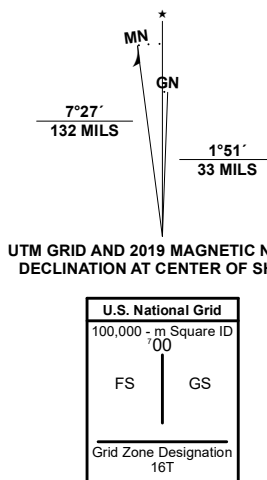 ★
MN
GN
7°27´
132 MILS
1°51´
33 MILS
UTM GRID AND 2019 MAGNETIC N
DECLINATION AT CENTER OF SH
U.S. National Grid
100,000 - m Square ID
⁷00
FS GS
Grid Zone Designation
16T